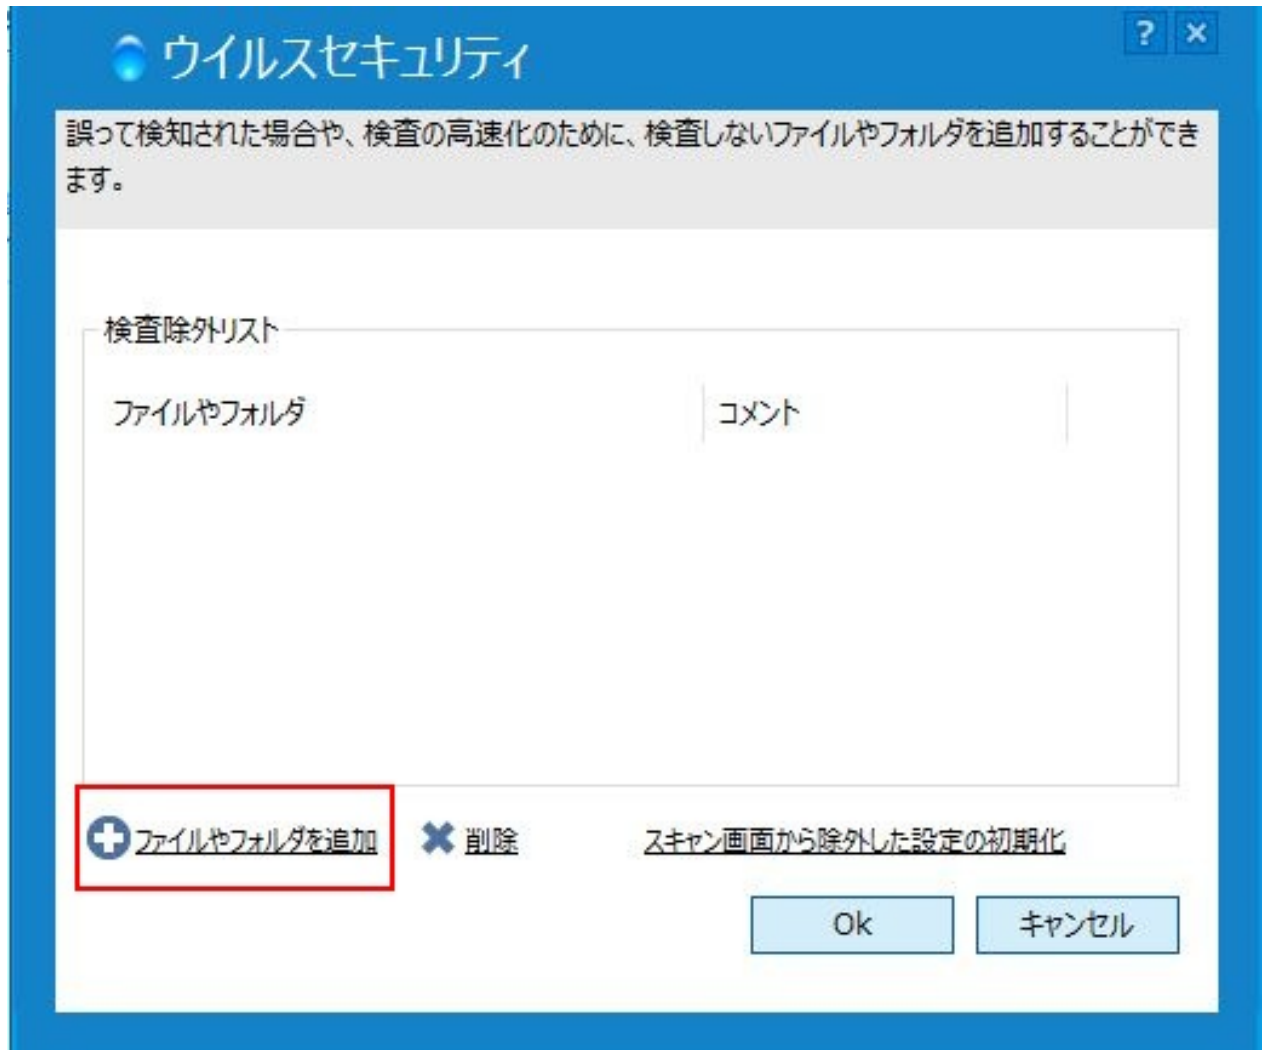 ウイルスセキュリティ
?
×
誤って検知された場合や、検査の高速化のために、検査しないファイルやフォルダを追加することができ
ます。
検査除外リスト
ファイルやフォルダ
コメント
ファイルやフォルダを追加
削除
スキャン画面から除外した設定の初期化
Ok
キャンセル